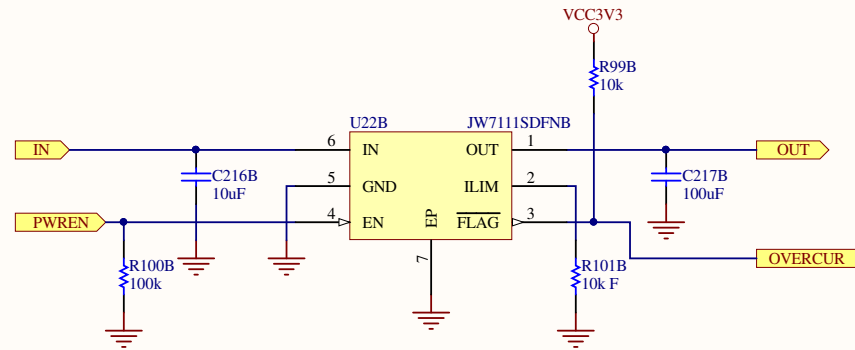 VCC3V3
R99B
10k
U22B
JW7111SDFNB
IN
6
IN
OUT
1
OUT
C216B
10uF
5
GND
ILIM
2
C217B
100uF
PWREN
4
EN
EP
FLAG
3
7
R100B
100k
R101B
10k F
OVERCUR